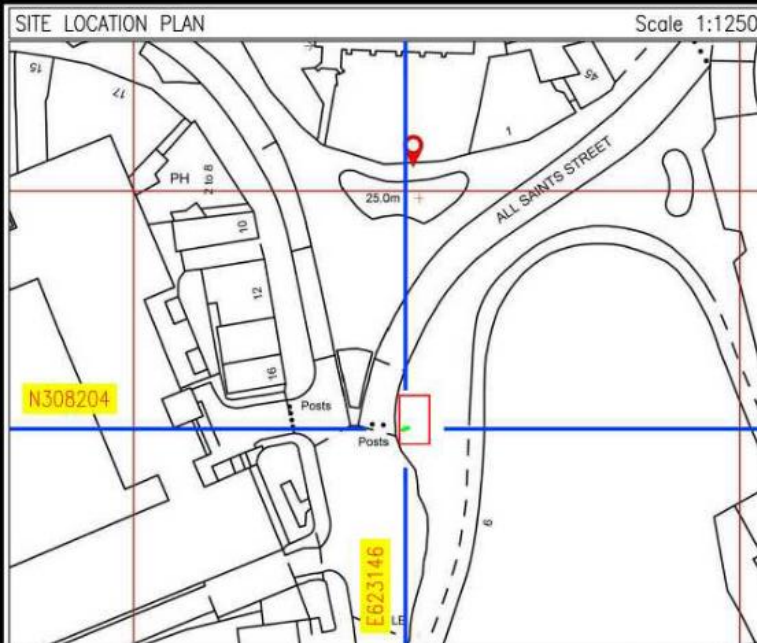 SITE LOCATION PLAN
Scale 1:1250
15
17
45
1
PH
2 to 8
25.0m
ALL SAINTS STREET
10
12
16
N308204
Posts
Posts
6
E623146
LE